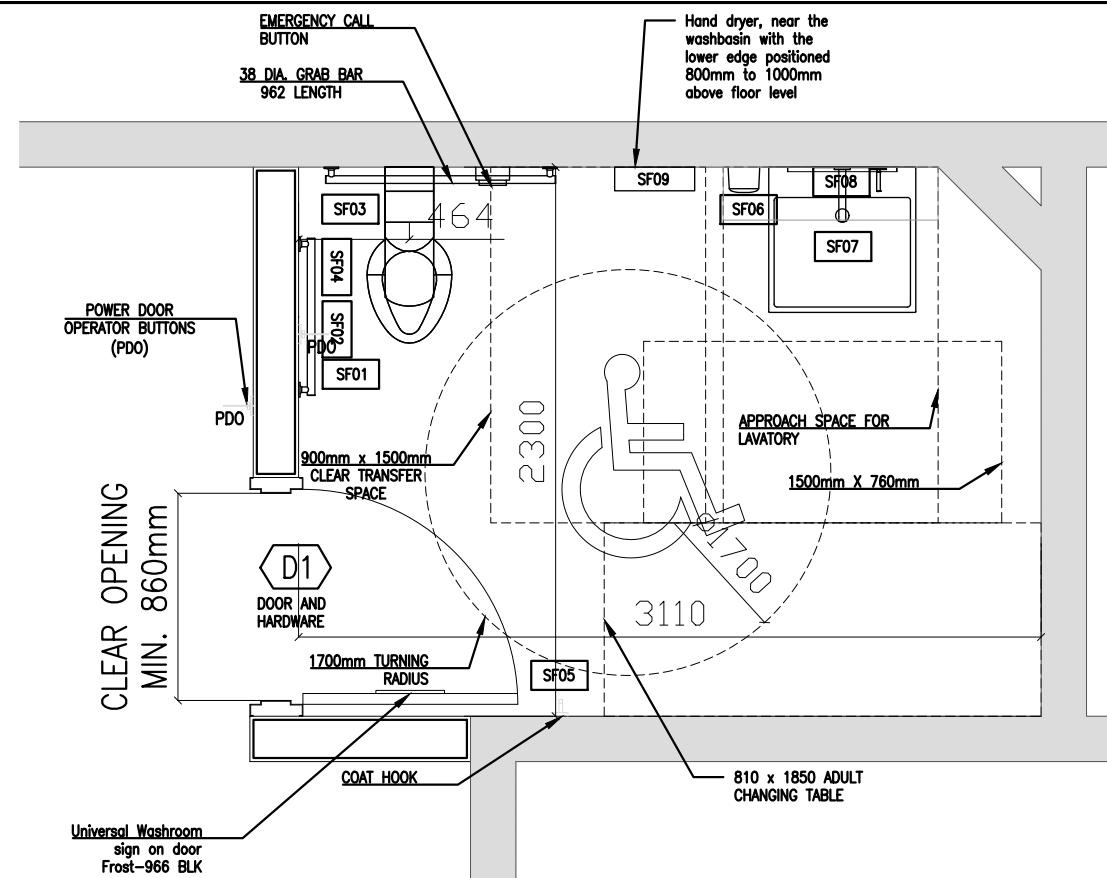 EMERGENCY CALL
BUTTON
38 DIA. GRAB BAR
962 LENGTH
Hand dryer, near the
washbasin with the
lower edge positioned
800mm to 1000mm
above floor level
SF03
464
SF09
SF06
SF08
SF07
SF04
SF02
PDO
SF01
POWER DOOR
OPERATOR BUTTONS
(PDO)
PDO
900mm x 1500mm
CLEAR TRANSFER
SPACE
2300
APPROACH SPACE FOR
LAVATORY
1500mm X 760mm
CLEAR OPENING
MIN. 860mm
D1
DOOR AND
HARDWARE
Ø1700
3110
1700mm TURNING
RADIUS
SF05
COAT HOOK
810 x 1850 ADULT
CHANGING TABLE
Universal Washroom
sign on door
Frost-966 BLK